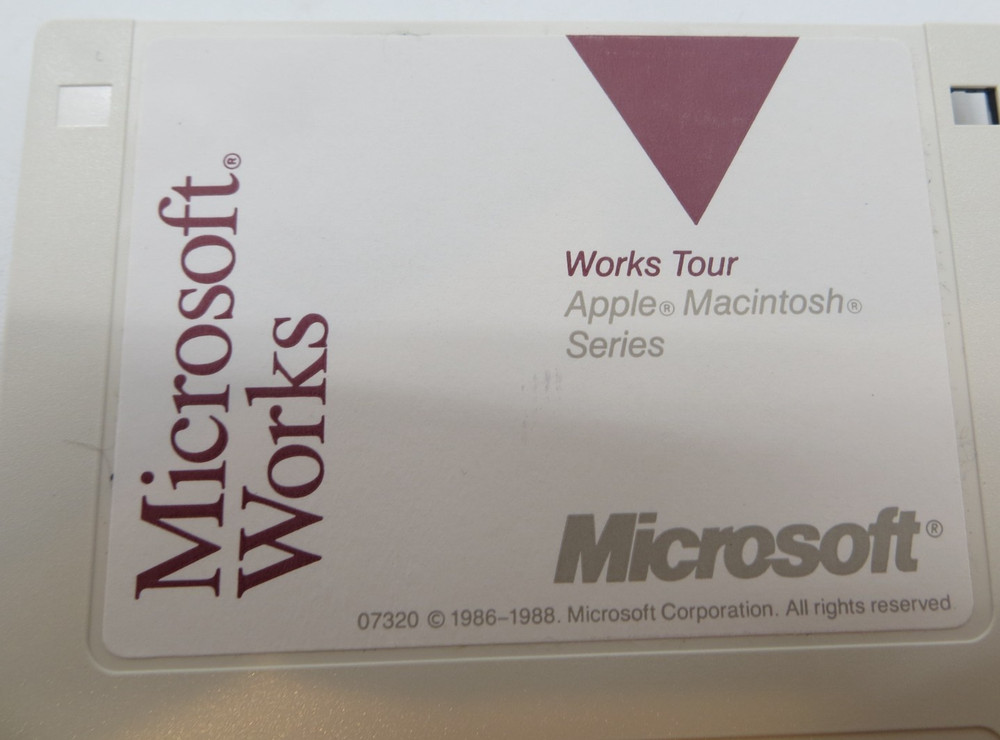 Microsoft®
Works
Works Tour
Apple® Macintosh®
Series
Microsoft®
07320 © 1986–1988. Microsoft Corporation. All rights reserved